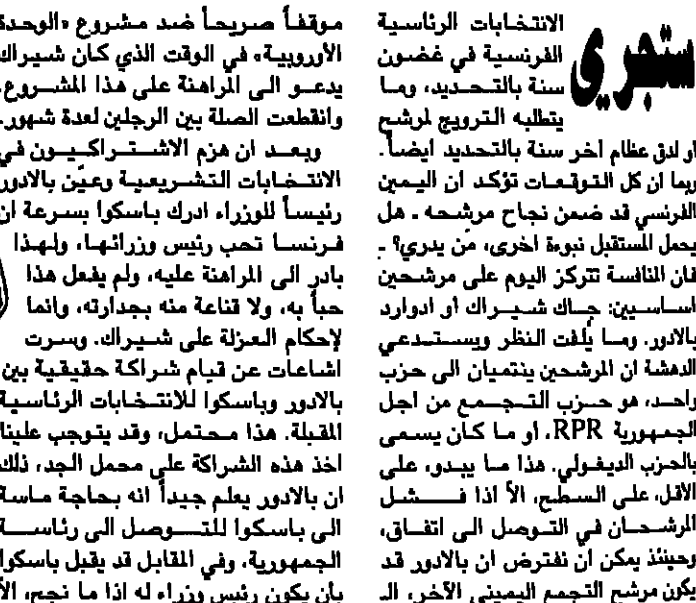 ستجري
الانتخابات الرئاسية
الفرنسية في غضون
سنة بالتحديد، وما
يتطلبه الترويج لمرشح
او لدق عظام آخر سنة بالتحديد ايضاً.
وبما ان كل التوقعات تؤكد ان اليمين
الفرنسي قد ضمن نجاح مرشحه ـ هل
يحمل المستقبل نبوءة اخرى، من يدري؟ ـ
فان المنافسة تتركز اليوم على مرشحين
اساسيين: جاك شيراك او ادوارد
بالادور. وما يلفت النظر ويستدعي
الدهشة ان المرشحين ينتميان الى حزب
واحد، هو حزب التجمع من اجل
الجمهورية RPR، أو ما كان يسمى
بالحزب الديغولي. هذا ما يبدو، على
الاقل، على السطح، الأ اذا فشل
المرشحان في التوصل الى اتفاق،
وحينئذ يمكن ان نفترض ان بالادور قد
يكون مرشح التجمع اليميني الآخر، الـ
موقفاً صريحاً ضد مشروع «الوحدة
الأوروبية» في الوقت الذي كان شيراك
يدعو الى المراهنة على هذا المشروع.
وانقطعت الصلة بين الرجلين لعدة شهور.
وبعد ان هزم الاشتراكيون في
الانتخابات التشريعية وعيّن بالادور
رئيساً للوزراء ادرك باسكوا بسرعة ان
فرنسا تحب رئيس وزرائها، ولهذا
بادر الى المراهنة عليه، ولم يفعل هذا
حباً به، ولا قناعة منه بجدارته، وانما
لإحكام العزلة على شيراك. وسرت
اشاعات عن قيام شراكة حقيقية بين
بالادور وباسكوا للانتخابات الرئاسية
المقبلة. هذا محتمل، وقد يتوجب علينا
اخذ هذه الشراكة على محمل الجد، ذلك
ان بالادور يعلم جيداً انه بحاجة ماسة
الى باسكوا للتوصل الى رئاسة
الجمهورية، وفي المقابل قد يقبل باسكوا
بأن يكون رئيس وزراء له اذا ما نجح، الأ